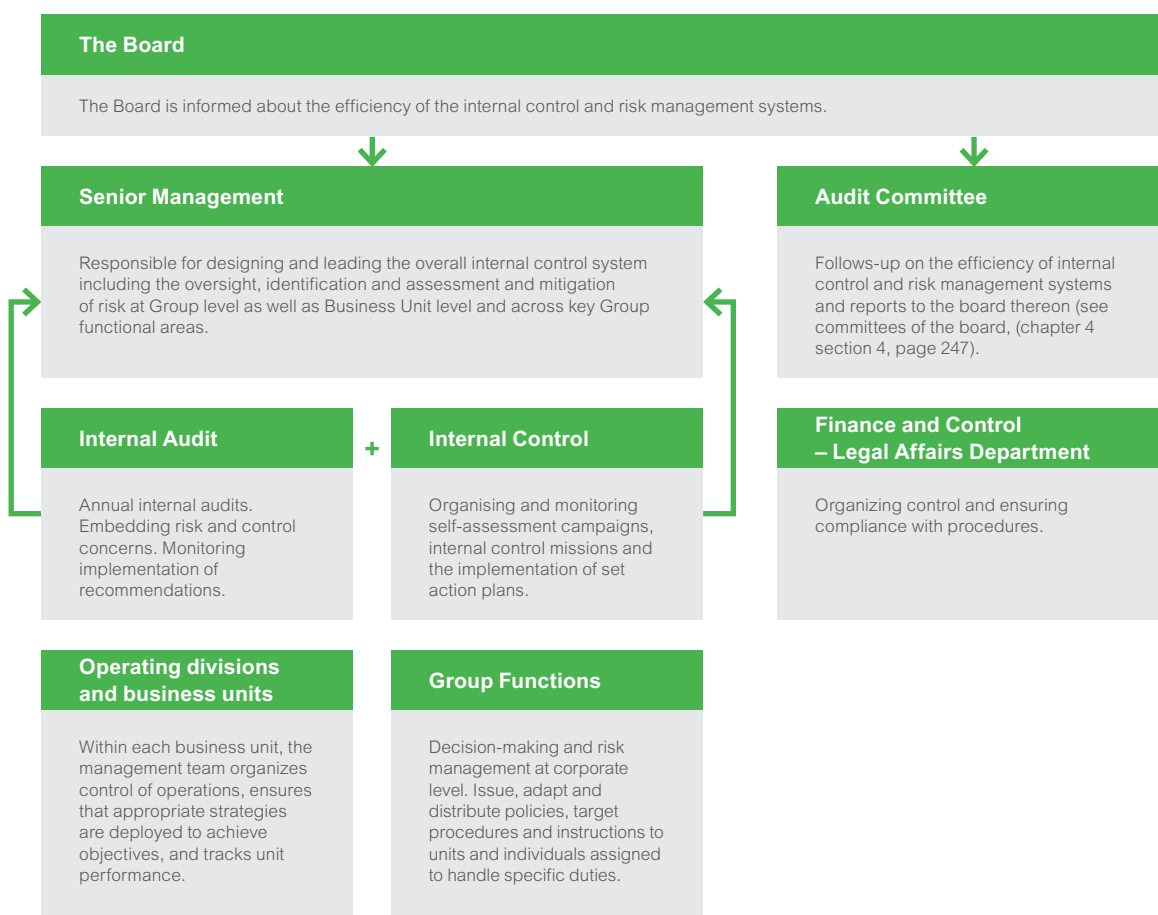 The Board
The Board is informed about the efficiency of the internal control and risk management systems.
Senior Management
Responsible for designing and leading the overall internal control system
including the oversight, identification and assessment and mitigation
of risk at Group level as well as Business Unit level and across key Group
functional areas.
Audit Committee
Follows-up on the efficiency of internal
control and risk management systems
and reports to the board thereon (see
committees of the board, (chapter 4
section 4, page 247).
Internal Audit
Annual internal audits.
Embedding risk and control
concerns. Monitoring
implementation of
recommendations.
+
Internal Control
Organising and monitoring
self-assessment campaigns,
internal control missions and
the implementation of set
action plans.
Finance and Control
– Legal Affairs Department
Organizing control and ensuring
compliance with procedures.
Operating divisions
and business units
Within each business unit, the
management team organizes
control of operations, ensures
that appropriate strategies
are deployed to achieve
objectives, and tracks unit
performance.
Group Functions
Decision-making and risk
management at corporate
level. Issue, adapt and
distribute policies, target
procedures and instructions to
units and individuals assigned
to handle specific duties.